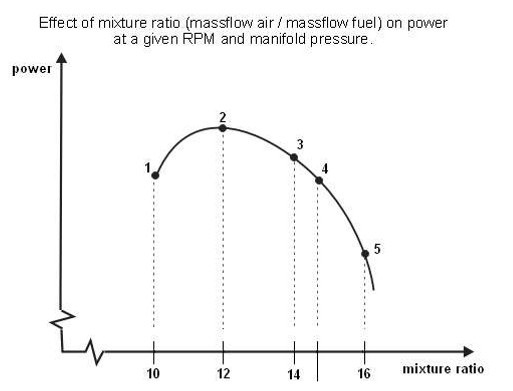 Effect of mixture ratio (massflow air / massflow fuel) on power
at a given RPM and manifold pressure.
power
2
3
1
4
5
10
12
14
16
mixture ratio